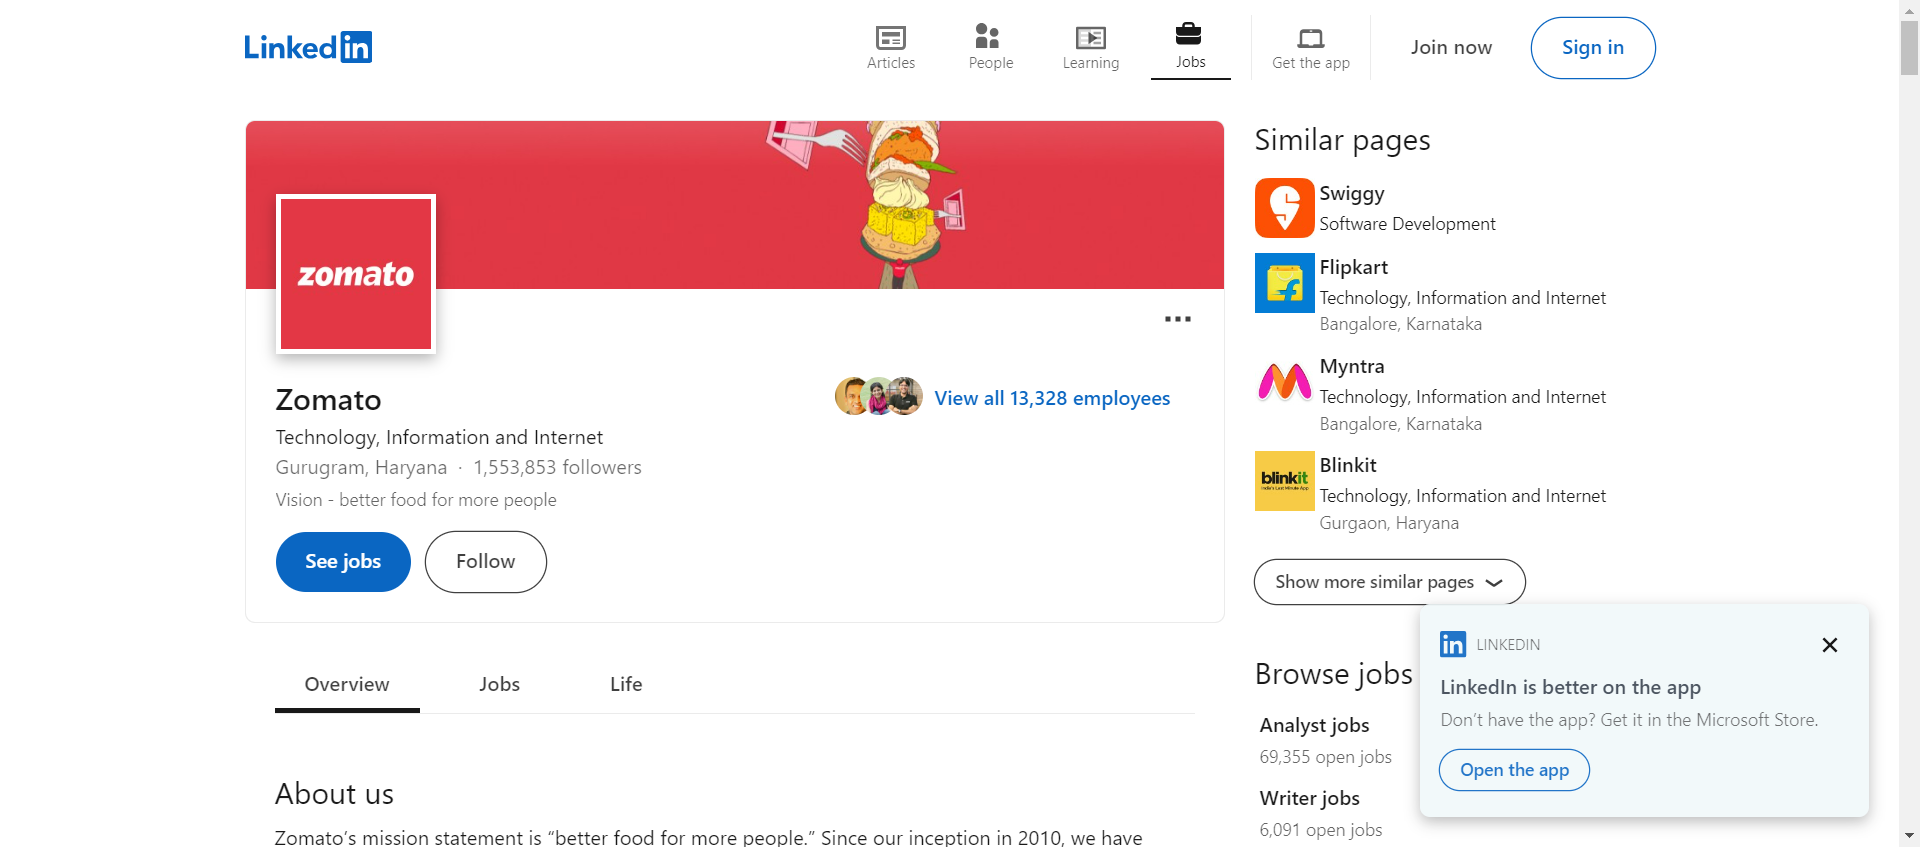 LinkedIn
Articles
People
Learning
Jobs
Get the app
Join now
Sign in
zomato
Zomato
Technology, Information and Internet
Gurugram, Haryana · 1,553,853 followers
Vision - better food for more people
View all 13,328 employees
See jobs
Follow
Overview
Jobs
Life
About us
Zomato’s mission statement is “better food for more people.” Since our inception in 2010, we have
Similar pages
Swiggy
Software Development
Flipkart
Technology, Information and Internet
Bangalore, Karnataka
Myntra
Technology, Information and Internet
Bangalore, Karnataka
blinkit
India's Last Minute App
Blinkit
Technology, Information and Internet
Gurgaon, Haryana
Show more similar pages
Browse jobs
Analyst jobs
69,355 open jobs
Writer jobs
6,091 open jobs
in LINKEDIN
LinkedIn is better on the app
Don’t have the app? Get it in the Microsoft Store.
Open the app